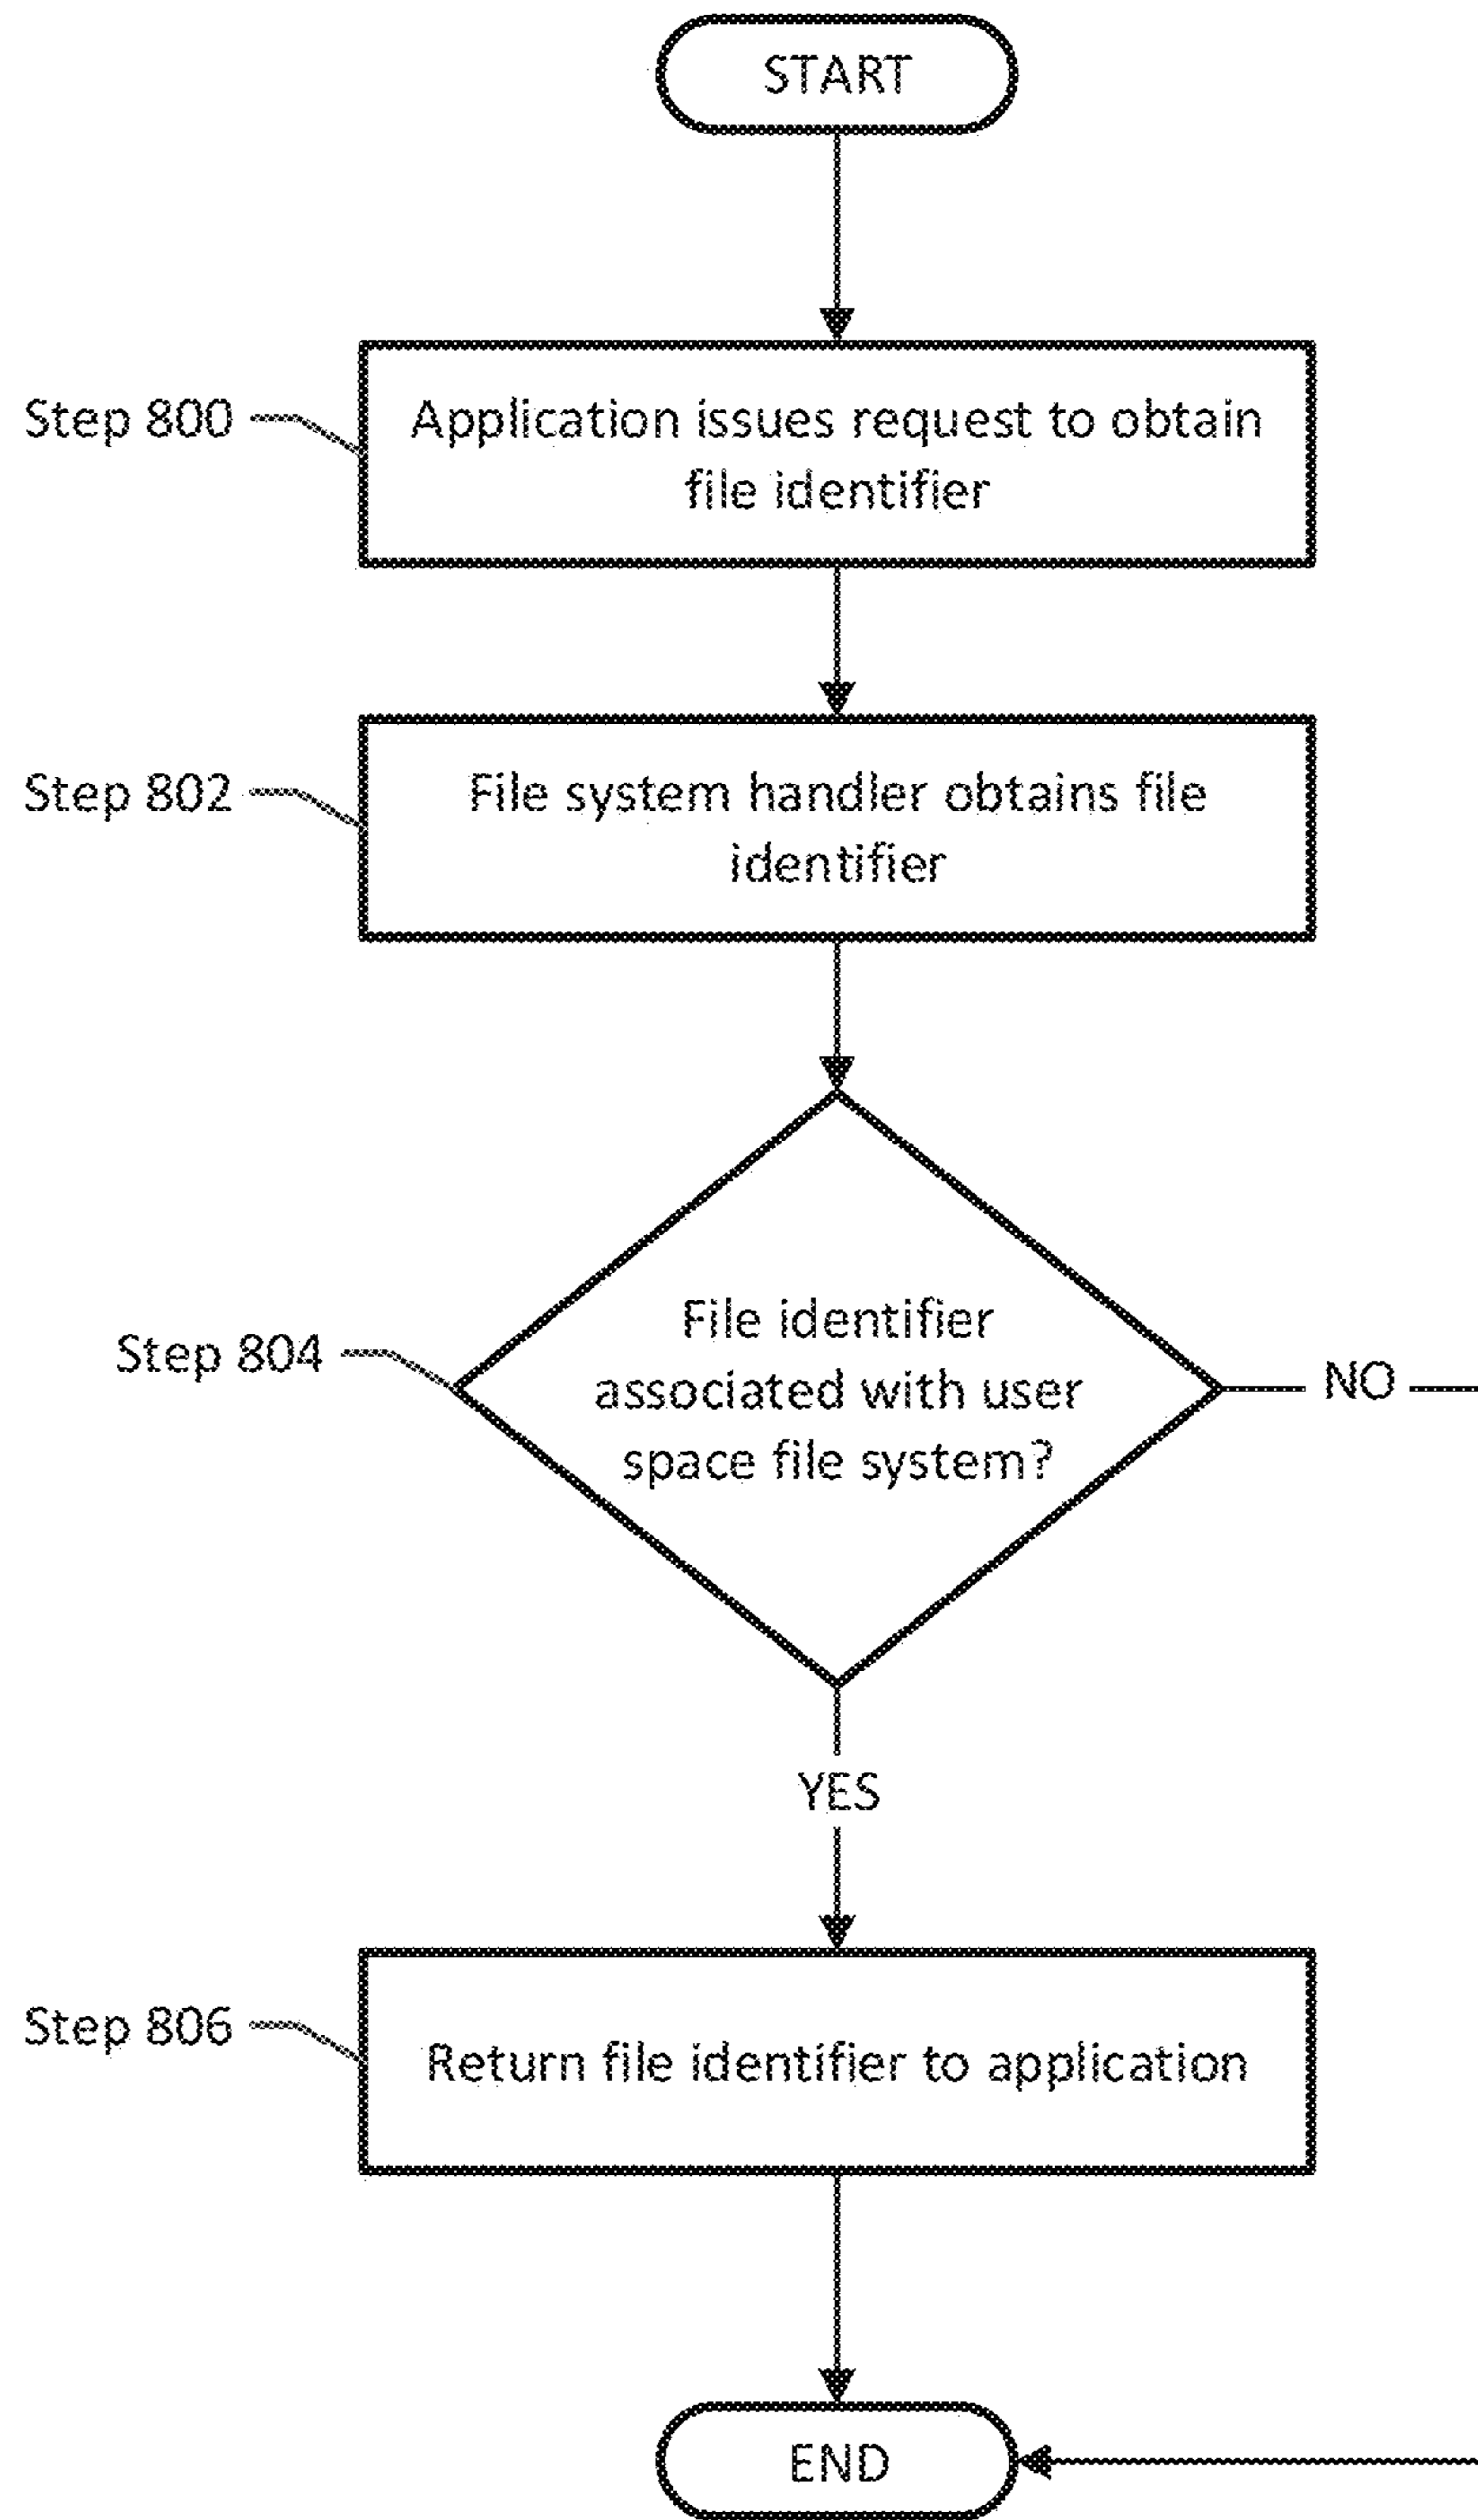 START
Step 800
Application issues request to obtain
file identifier
Step 802
File system handler obtains file
identifier
Step 804
File identifier
associated with user
space file system?
NO
YES
Step 806
Return file identifier to application
END